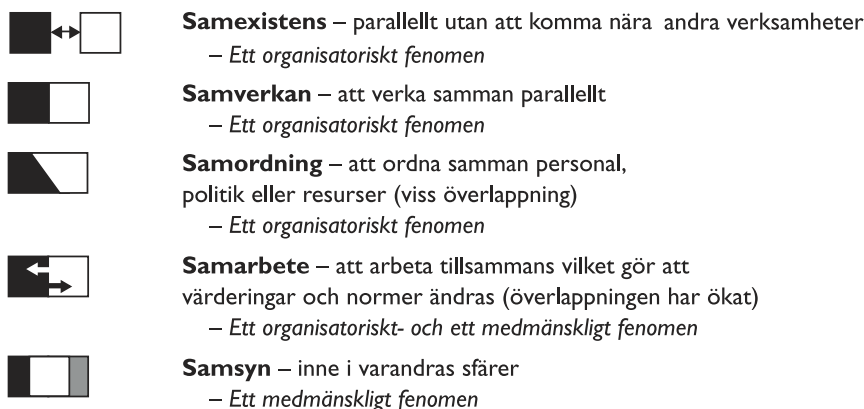 Samexistens – parallellt utan att komma nära andra verksamheter
– Ett organisatoriskt fenomen
Samverkan – att verka samman parallellt
– Ett organisatoriskt fenomen
Samordning – att ordna samman personal,
politik eller resurser (viss överlappning)
– Ett organisatoriskt fenomen
Samarbete – att arbeta tillsammans vilket gör att
värderingar och normer ändras (överlappningen har ökat)
– Ett organisatoriskt- och ett medmänskligt fenomen
Samsyn – inne i varandras sfärer
– Ett medmänskligt fenomen